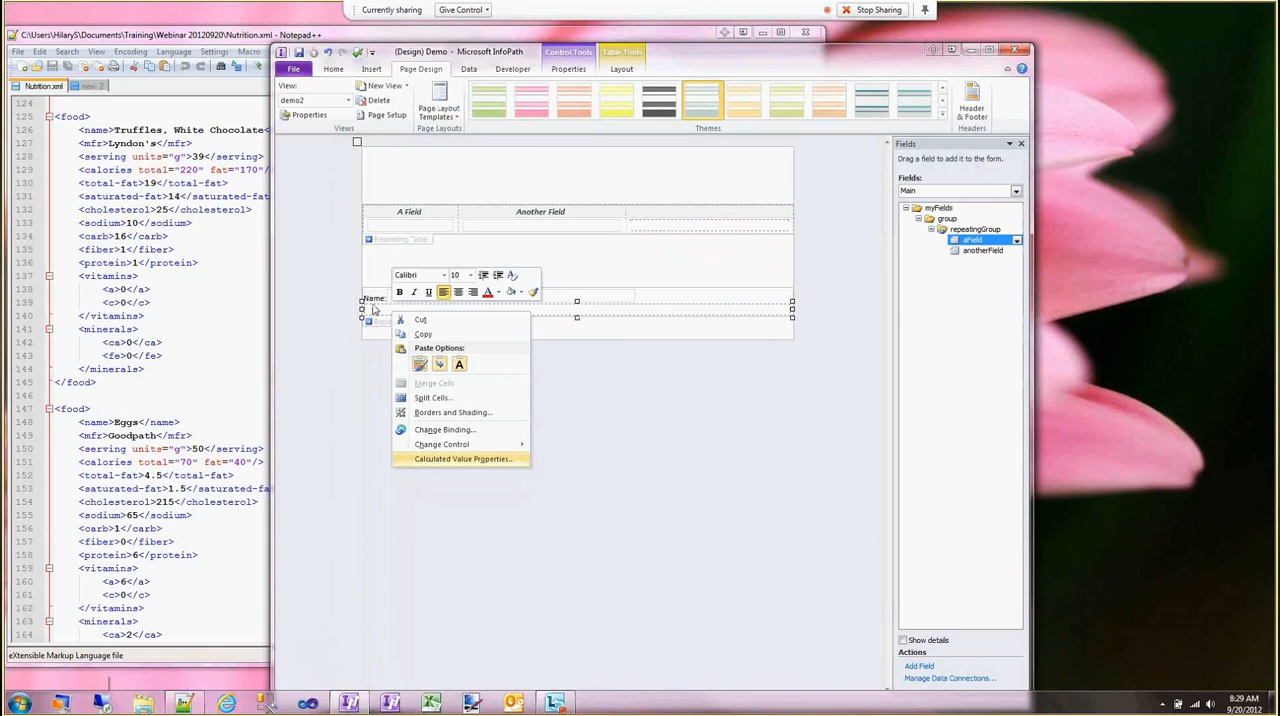 Currently sharing
Give Control
Stop Sharing
C:\Users\HilaryS\Documents\Training\Webinar 20120920\Nutrition.xml - Notepad++
File Edit View Encoding Language Settings Macro
Nutrition.xml
new 2
124
125 <food>
126 <name>Truffles, White Chocolate<
127 <mfr>Lyndon's</mfr>
128 <serving units="g">39</serving>
129 <calories total="220" fat="170"/
130 <total-fat>19</total-fat>
131 <saturated-fat>14</saturated-fat
132 <cholesterol>25</cholesterol>
133 <sodium>10</sodium>
134 <carb>16</carb>
135 <fiber>1</fiber>
136 <protein>1</protein>
137 <vitamins>
138 <a>0</a>
139 <c>0</c>
140 </vitamins>
141 <minerals>
142 <ca>0</ca>
143 <fe>0</fe>
144 </minerals>
145 </food>
146
147 <food>
148 <name>Eggs</name>
149 <mfr>Goodpath</mfr>
150 <serving units="g">50</serving>
151 <calories total="70" fat="40"/>
152 <total-fat>4.5</total-fat>
153 <saturated-fat>1.5</saturated-fa
154 <cholesterol>215</cholesterol>
155 <sodium>65</sodium>
156 <carb>1</carb>
157 <fiber>0</fiber>
158 <protein>6</protein>
159 <vitamins>
160 <a>6</a>
161 <c>0</c>
162 </vitamins>
163 <minerals>
164 <ca>2</ca>
eXtensible Markup Language file
(Design) Demo - Microsoft InfoPath
Control Tools
Table Tools
File Home Insert Page Design Data Developer Properties Layout
View:
demo2
Properties
New View
Delete
Page Setup
Views
Page Layout
Templates
Page Layouts
Themes
Header
& Footer
Headers
A Field
Another Field
Repeating Table
Calibri
10
Name:
Cut
Copy
Paste Options:
Merge Cells
Split Cells...
Borders and Shading...
Change Binding...
Change Control
Calculated Value Properties...
Fields
Drag a field to add it to the form.
Fields:
Main
myFields
group
repeatingGroup
aField
anotherField
Show details
Actions
Add Field
Manage Data Connections...
8:29 AM
9/20/2012